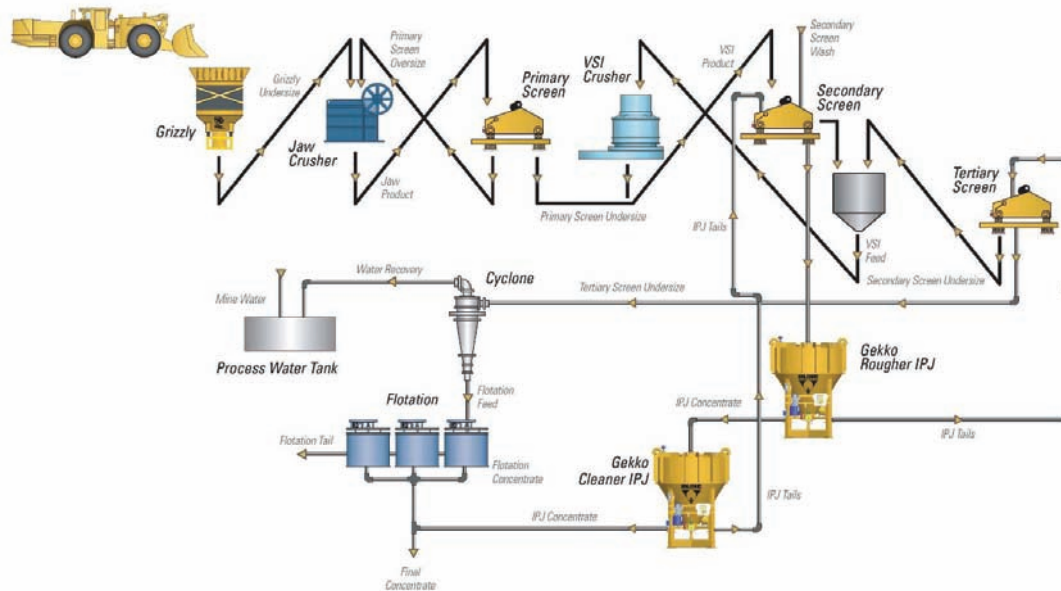 Secondary
Screen
Wash
Primary
Screen
Oversize
VSI
Product
Grizzly
Undersize
Primary
Screen
VSI
Crusher
Secondary
Screen
Grizzly
Jaw
Crusher
Jaw
Product
Tertiary
Screen
Primary Screen Undersize
IPJ Tails
VSI
Feed
Secondary Screen Undersize
Water Recovery
Cyclone
Mine Water
Tertiary Screen Undersize
Process Water Tank
Gekko
Rougher IPJ
Flotation
Flotation
Feed
IPJ Concentrate
IPJ Tails
Flotation Tail
Flotation
Concentrate
Gekko
Cleaner IPJ
IPJ Tails
IPJ Concentrate
Final
Concentrate